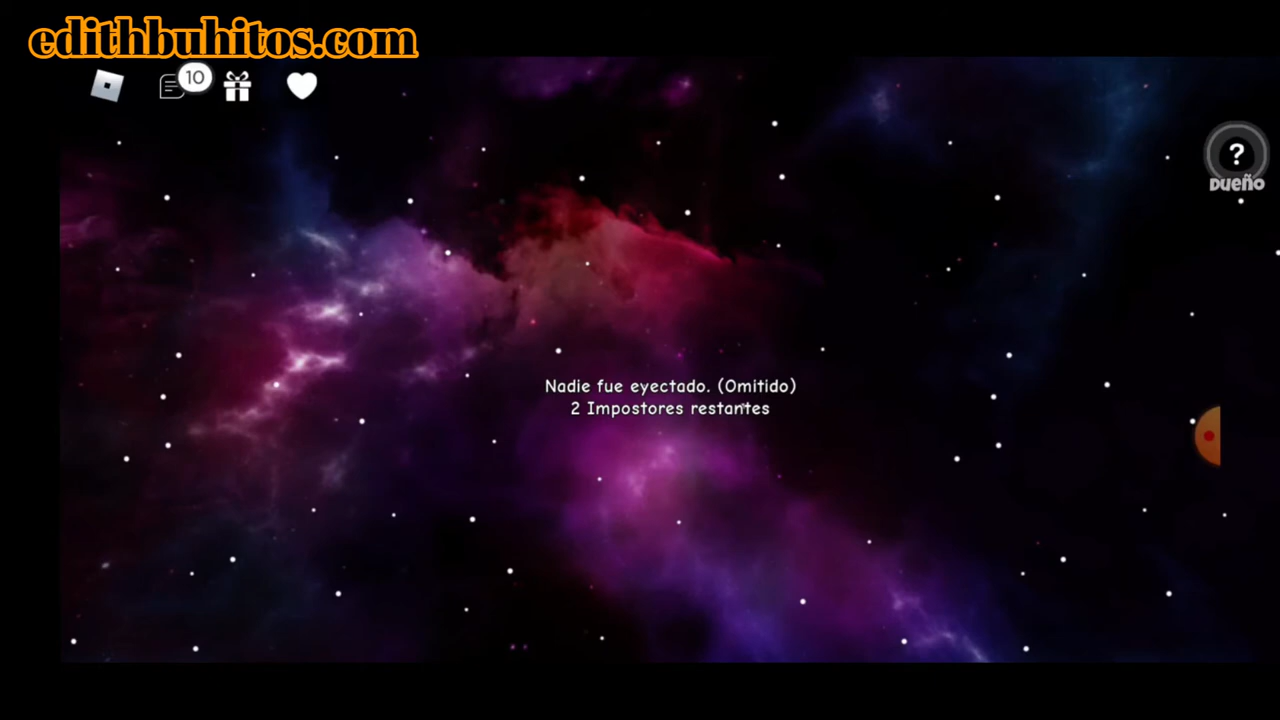 edithbuhitos.com
10
?
DUEÑO
Nadie fue eyectado. (Omitido)
2 Impostores restantes